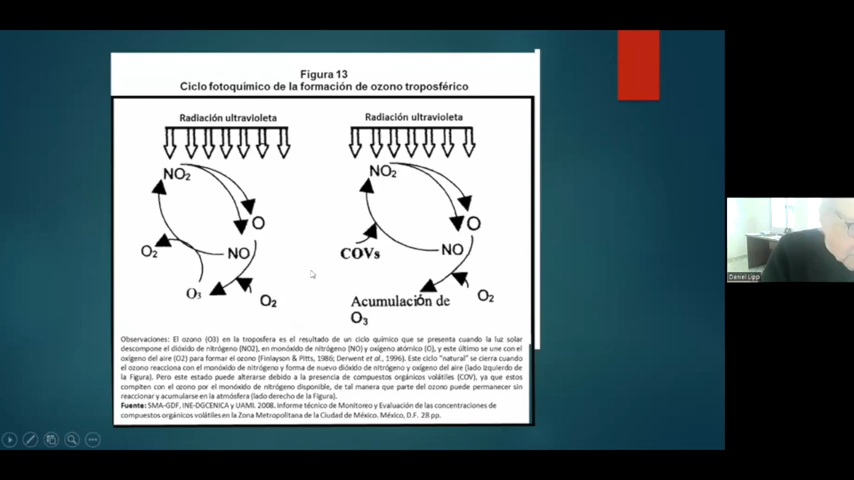 Figura 13
Ciclo fotoquímico de la formación de ozono troposférico
Radiación ultravioleta
NO2
O
O2
NO
O3
O2
Radiación ultravioleta
NO2
O
COVs
NO
Acumulación de
O3
O2
Observaciones: El ozono (O3) en la troposfera es el resultado de un ciclo químico que se presenta cuando la luz solar
descompone el dióxido de nitrógeno (NO2), en monóxido de nitrógeno (NO) y oxígeno atómico (O), y este último se une con el
oxígeno del aire (O2) para formar el ozono (Finlayson & Pitts, 1986; Derwent et al., 1996). Este ciclo "natural" se cierra cuando
el ozono reacciona con el monóxido de nitrógeno y forma de nuevo dióxido de nitrógeno y oxígeno del aire (lado izquierdo de
la Figura). Pero este estado puede alterarse debido a la presencia de compuestos orgánicos volátiles (COV), ya que estos
compiten con el ozono por el monóxido de nitrógeno disponible, de tal manera que parte del ozono puede permanecer sin
reaccionar y acumularse en la atmósfera (lado derecho de la Figura).
Fuente: SMA-GDF, INE-DGCENICA y UAMI. 2008. Informe técnico de Monitoreo y Evaluación de las concentraciones de
compuestos orgánicos volátiles en la Zona Metropolitana de la Ciudad de México. México, D.F. 28 pp.
Daniel Lipp